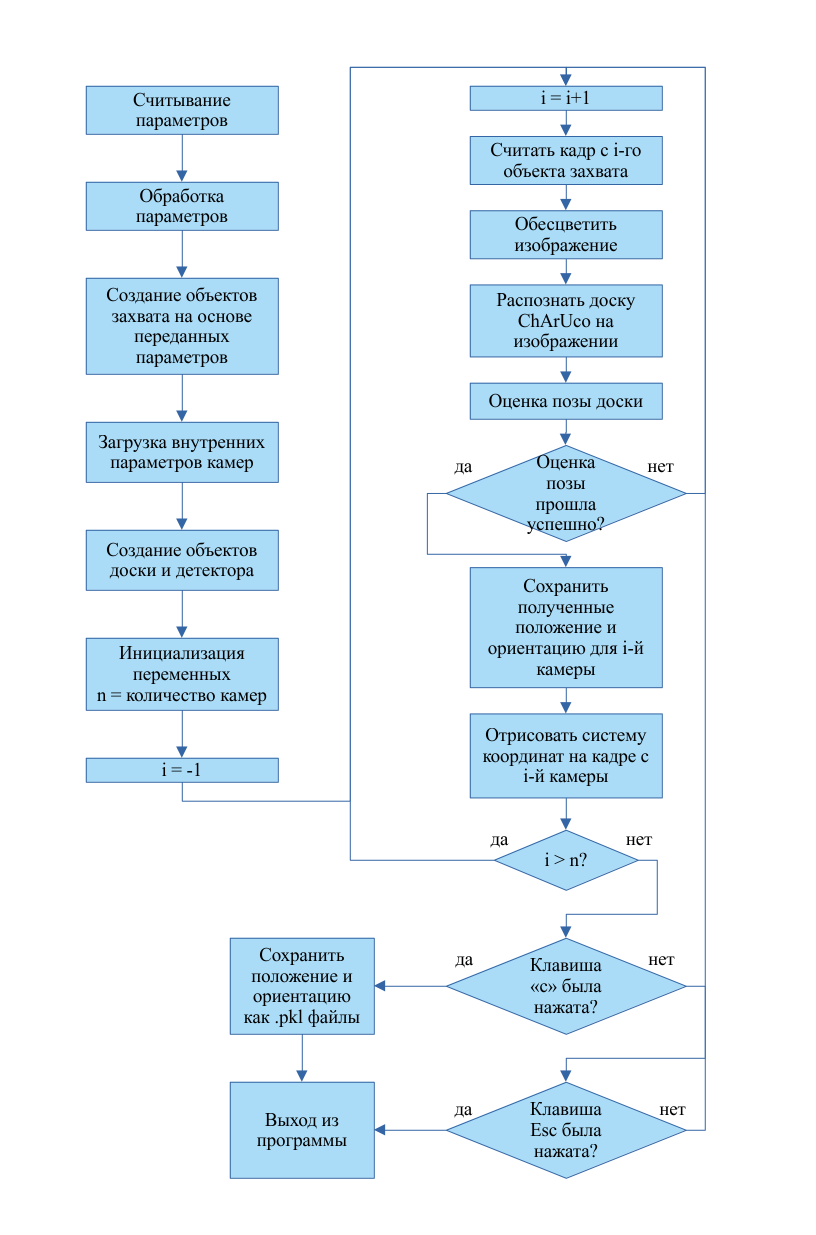 Считывание
параметров
Обработка
параметров
Создание объектов
захвата на основе
переданных
параметров
Загрузка внутренних
параметров камер
Создание объектов
доски и детектора
Инициализация
переменных
n = количество камер
i = -1
i = i+1
Считать кадр с i-го
объекта захвата
Обесцветить
изображение
Распознать доску
ChArUco на
изображении
Оценка позы доски
да
Оценка
позы
прошла
успешно?
нет
Сохранить
полученные
положение и
ориентацию для i-й
камеры
Отрисовать систему
координат на кадре с
i-й камеры
да
i > n?
нет
да
Клавиша
«с» была
нажата?
нет
Сохранить
положение и
ориентацию
как .pkl файлы
да
Клавиша
Esc была
нажата?
нет
Выход из
программы